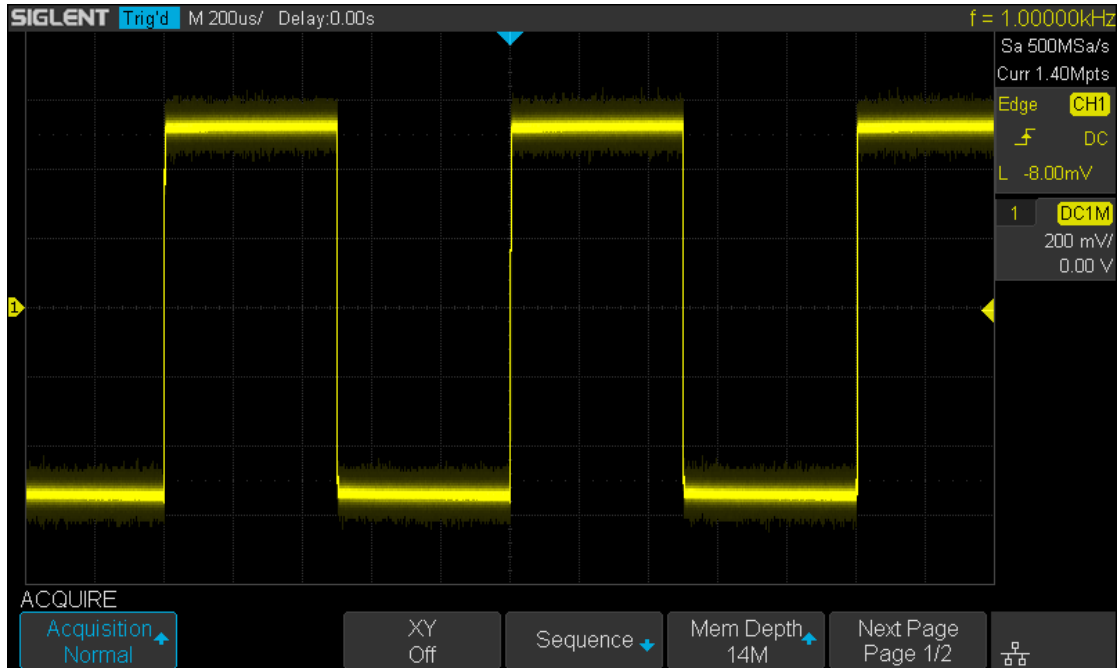 SIGLENT Trig'd M 200us/ Delay:0.00s f = 1.00000kHz
Sa 500MSa/s
Curr 1.40Mpts
Edge CH1
DC
L -8.00mV
1 DC1M
200 mV/
0.00 V
1
ACQUIRE
Acquisition
Normal
XY
Off
Sequence
Mem Depth
14M
Next Page
Page 1/2